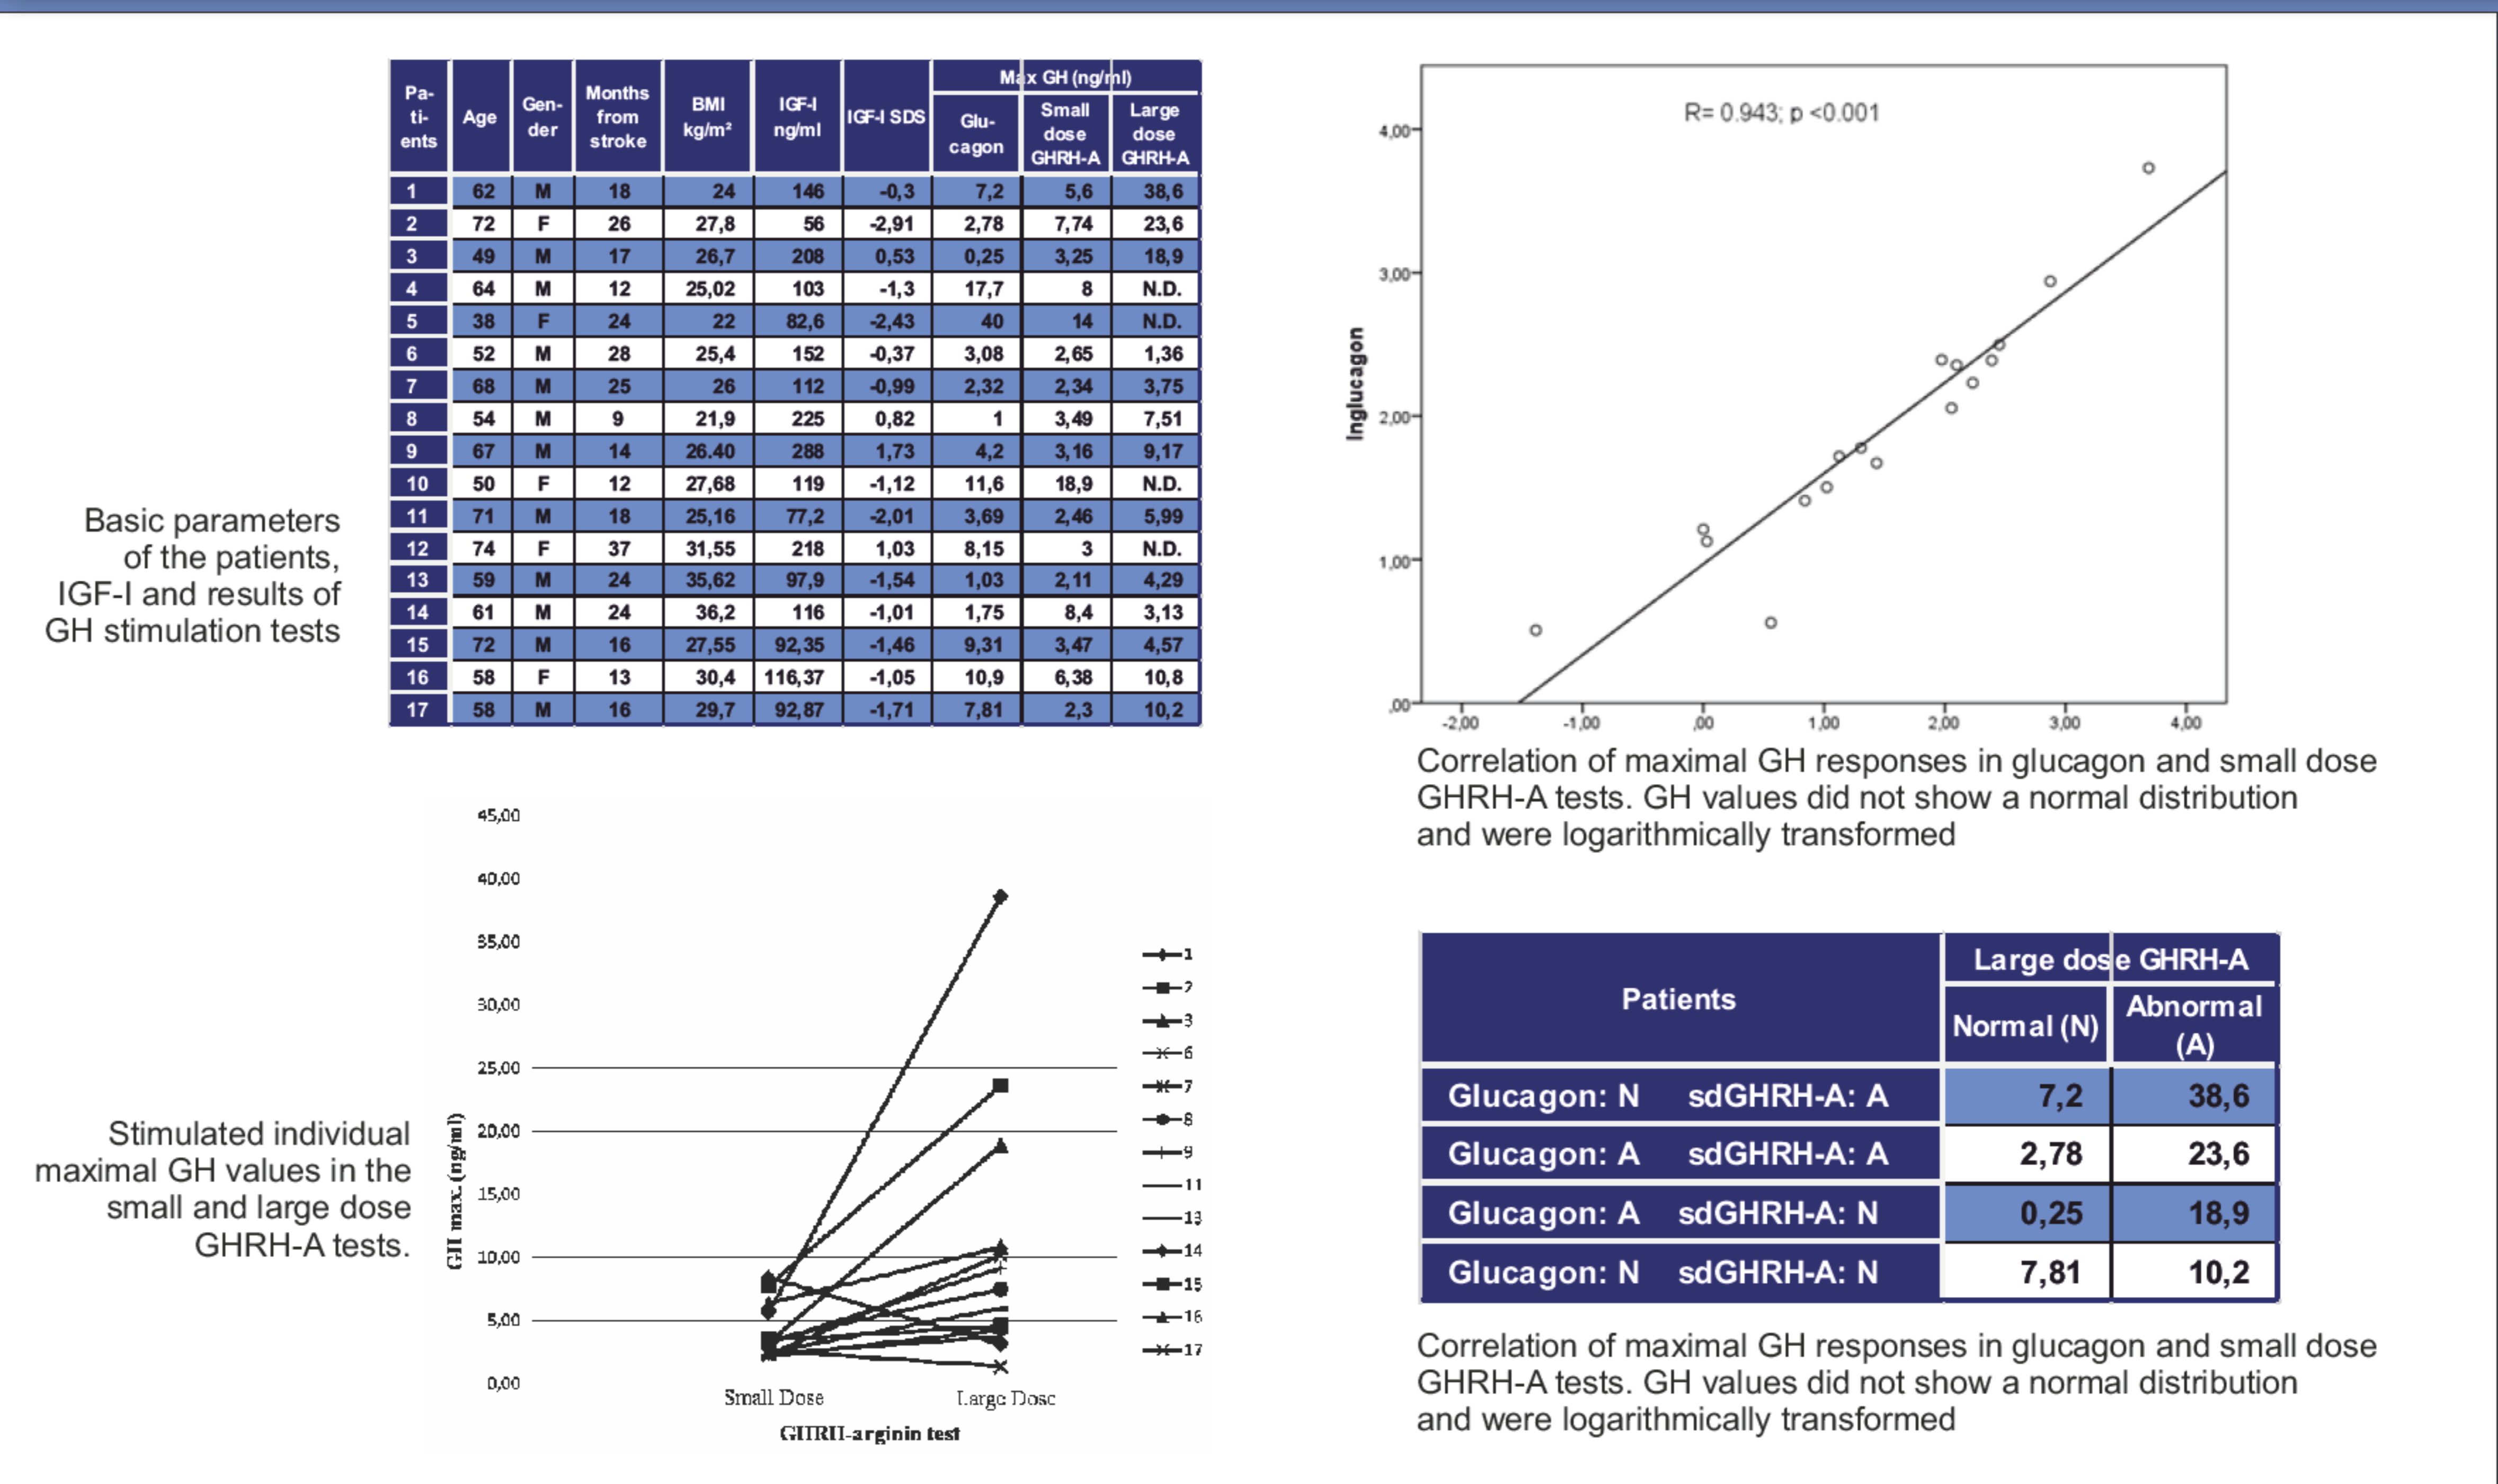 Pa-
ti-
ents
Age
Gen-
der
Months
from
stroke
BMI
kg/m²
IGF-I
ng/ml
IGF-I SDS
Max GH (ng/ml)
Glu-
cagon
Small
dose
GHRH-A
Large
dose
GHRH-A
1 62 M 18 24 146 -0,3 7,2 5,6 38,6
2 72 F 26 27,8 56 -2,91 2,78 7,74 23,6
3 49 M 17 26,7 208 0,53 0,25 3,25 18,9
4 64 M 12 25,02 103 -1,3 17,7 8 N.D.
5 38 F 24 22 82,6 -2,43 40 14 N.D.
6 52 M 28 25,4 152 -0,37 3,08 2,65 1,36
7 68 M 25 26 112 -0,99 2,32 2,34 3,75
8 54 M 9 21,9 225 0,82 1 3,49 7,51
9 67 M 14 26.40 288 1,73 4,2 3,16 9,17
10 50 F 12 27,68 119 -1,12 11,6 18,9 N.D.
11 71 M 18 25,16 77,2 -2,01 3,69 2,46 5,99
12 74 F 37 31,55 218 1,03 8,15 3 N.D.
13 59 M 24 35,62 97,9 -1,54 1,03 2,11 4,29
14 61 M 24 36,2 116 -1,01 1,75 8,4 3,13
15 72 M 16 27,55 92,35 -1,46 9,31 3,47 4,57
16 58 F 13 30,4 116,37 -1,05 10,9 6,38 10,8
17 58 M 16 29,7 92,87 -1,71 7,81 2,3 10,2
Basic parameters
of the patients,
IGF-I and results of
GH stimulation tests
R= 0.943; p <0.001
4,00
3,00
2,00
1,00
,00
lnglucagon
-2,00 -1,00 ,00 1,00 2,00 3,00 4,00
Correlation of maximal GH responses in glucagon and small dose
GHRH-A tests. GH values did not show a normal distribution
and were logarithmically transformed
Stimulated individual
maximal GH values in the
small and large dose
GHRH-A tests.
GH max. (ng/ml)
45,00
40,00
35,00
30,00
25,00
20,00
15,00
10,00
5,00
0,00
Small Dose Large Dose
GHRH-arginin test
1
2
3
6
7
8
9
11
13
14
15
16
17
Patients
Large dose GHRH-A
Normal (N)
Abnormal
(A)
Glucagon: N sdGHRH-A: A 7,2 38,6
Glucagon: A sdGHRH-A: A 2,78 23,6
Glucagon: A sdGHRH-A: N 0,25 18,9
Glucagon: N sdGHRH-A: N 7,81 10,2
Correlation of maximal GH responses in glucagon and small dose
GHRH-A tests. GH values did not show a normal distribution
and were logarithmically transformed